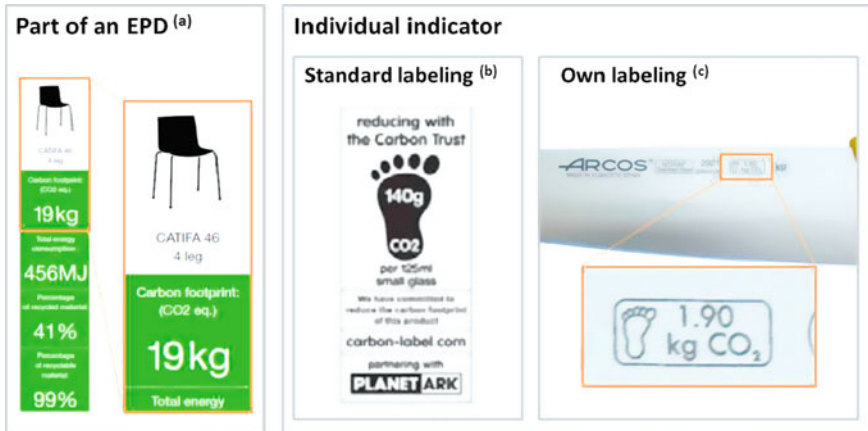 Part of an EPD (a)
CATIFA 46
4 leg
Carbon footprint:
(CO2 eq.)
19kg
Total energy
consumption:
456MJ
Percentage
of recycled material:
41%
Percentage
of recyclable
material:
99%
CATIFA 46
4 leg
Carbon footprint:
(CO2 eq.)
19kg
Total energy
Individual indicator
Standard labeling (b)
reducing with
the Carbon Trust
140g
CO2
per 125ml
small glass
We have committed to
reduce the carbon footprint
of this product
carbon-label.com
partnering with
PLANET ARK
Own labeling (c)
ARCOS
1.90
kg CO2